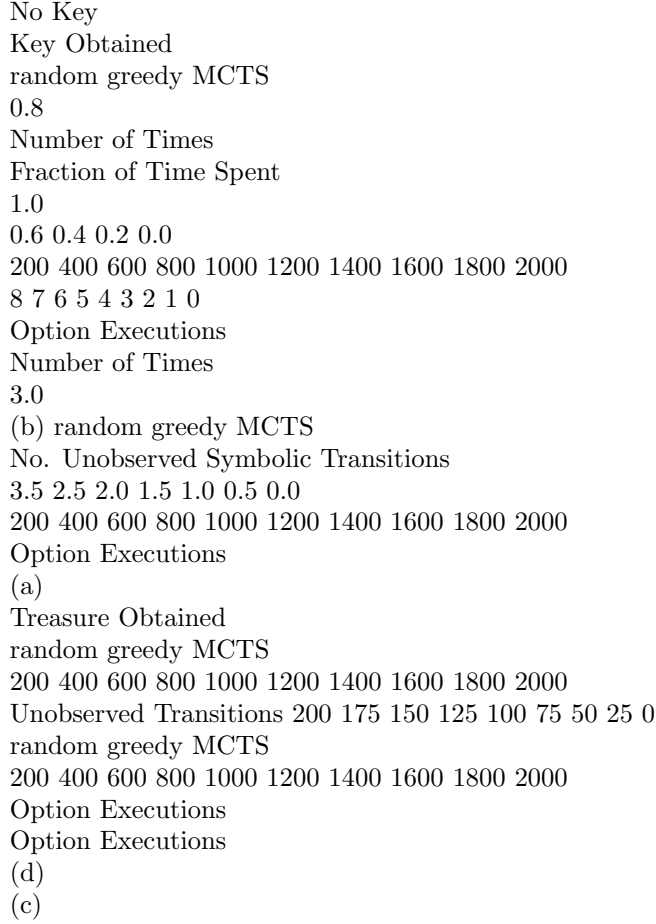 No Key
Key Obtained
random greedy MCTS
0.8
Number of Times
Fraction of Time Spent
1.0
0.6 0.4 0.2 0.0
200 400 600 800 1000 1200 1400 1600 1800 2000
8 7 6 5 4 3 2 1 0
Option Executions
Number of Times
3.0
(b) random greedy MCTS
No. Unobserved Symbolic Transitions
3.5 2.5 2.0 1.5 1.0 0.5 0.0
200 400 600 800 1000 1200 1400 1600 1800 2000
Option Executions
(a)
Treasure Obtained
random greedy MCTS
200 400 600 800 1000 1200 1400 1600 1800 2000
Unobserved Transitions 200 175 150 125 100 75 50 25 0
random greedy MCTS
200 400 600 800 1000 1200 1400 1600 1800 2000
Option Executions
Option Executions
(d)
(c)